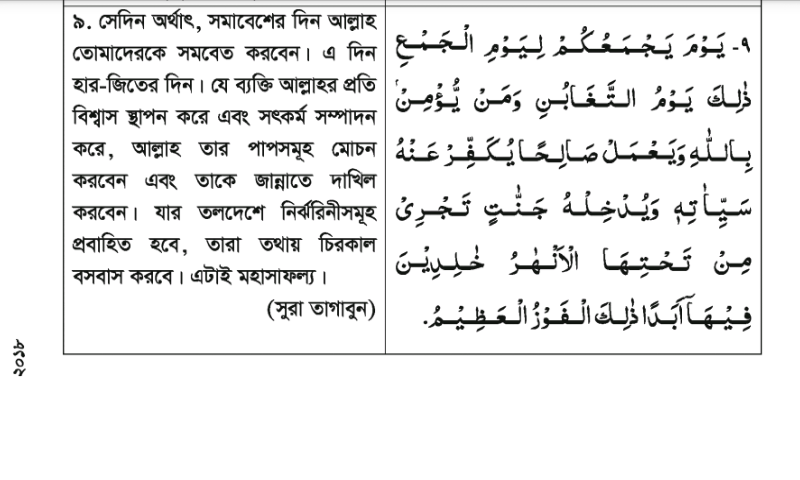 ৯. সেদিন অর্থাৎ, সমাবেশের দিন আল্লাহ
তোমাদেরকে সমবেত করবেন। এ দিন
হার-জিতের দিন। যে ব্যক্তি আল্লাহর প্রতি
বিশ্বাস স্থাপন করে এবং সৎকর্ম সম্পাদন
করে, আল্লাহ তার পাপসমূহ মোচন
করবেন এবং তাকে জান্নাতে দাখিল
করবেন। যার তলদেশে নির্ঝরিনীসমূহ
প্রবাহিত হবে, তারা তথায় চিরকাল
বসবাস করবে। এটাই মহাসাফল্য।
(সুরা তাগাবুন)
٩- يَوْمَ يَجْمَعُكُمْ لِيَوْمِ الْجَمْعِ
ذٰلِكَ يَوْمُ التَّغَابُنِ وَمَنْ يُّؤْمِنْ
بِاللّٰهِ وَيَعْمَلْ صَالِحًا يُكَفِّرْ عَنْهُ
سَيِّاٰتِهٖ وَيُدْخِلْهُ جَنّٰتٍ تَجْرِىْ
مِنْ تَحْتِهَا الْاَنْهٰرُ خٰلِدِيْنَ
فِيْهَآ اَبَدًا ذٰلِكَ الْفَوْزُ الْعَظِيْمُ.
২০১৮